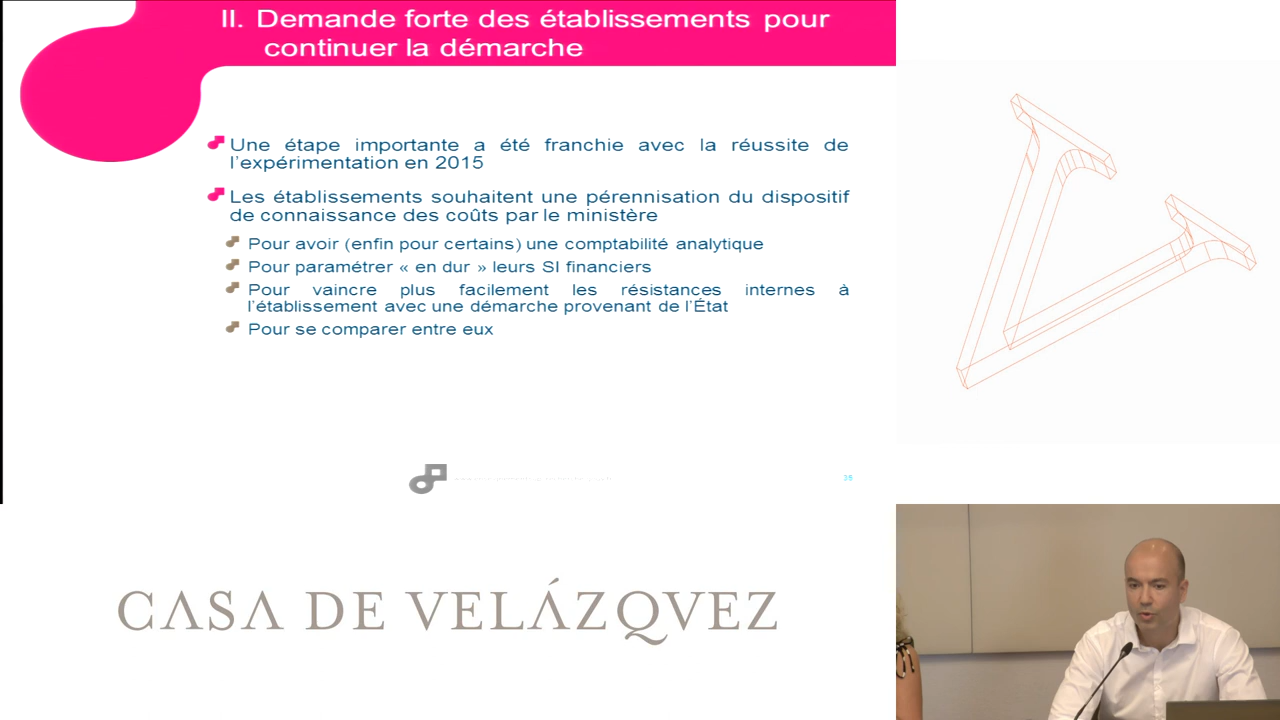 II. Demande forte des établissements pour
continuer la démarche
Une étape importante a été franchie avec la réussite de
l'expérimentation en 2015
Les établissements souhaitent une pérennisation du dispositif
de connaissance des coûts par le ministère
Pour avoir (enfin pour certains) une comptabilité analytique
Pour paramétrer « en dur » leurs SI financiers
Pour vaincre plus facilement les résistances internes à
l'établissement avec une démarche provenant de l'État
Pour se comparer entre eux
CASA DE VELÁZQVEZ